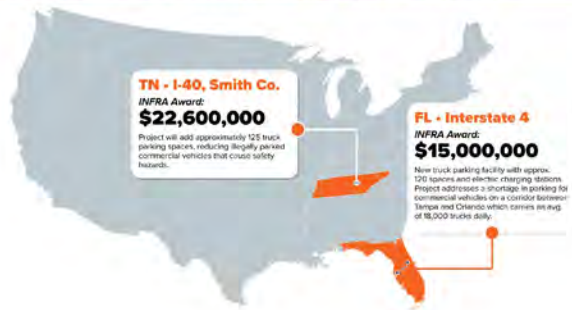 TN - I-40, Smith Co.
INFRA Award:
$22,600,000
Project will add approximately 125 truck
parking spaces, reducing illegally parked
commercial vehicles that cause safety
hazards.
FL - Interstate 4
INFRA Award:
$15,000,000
New truck parking facility with approx.
120 spaces and electric charging stations.
Project addresses a shortage in parking for
commercial vehicles on a corridor between
Tampa and Orlando which carries an avg.
of 18,000 trucks daily.